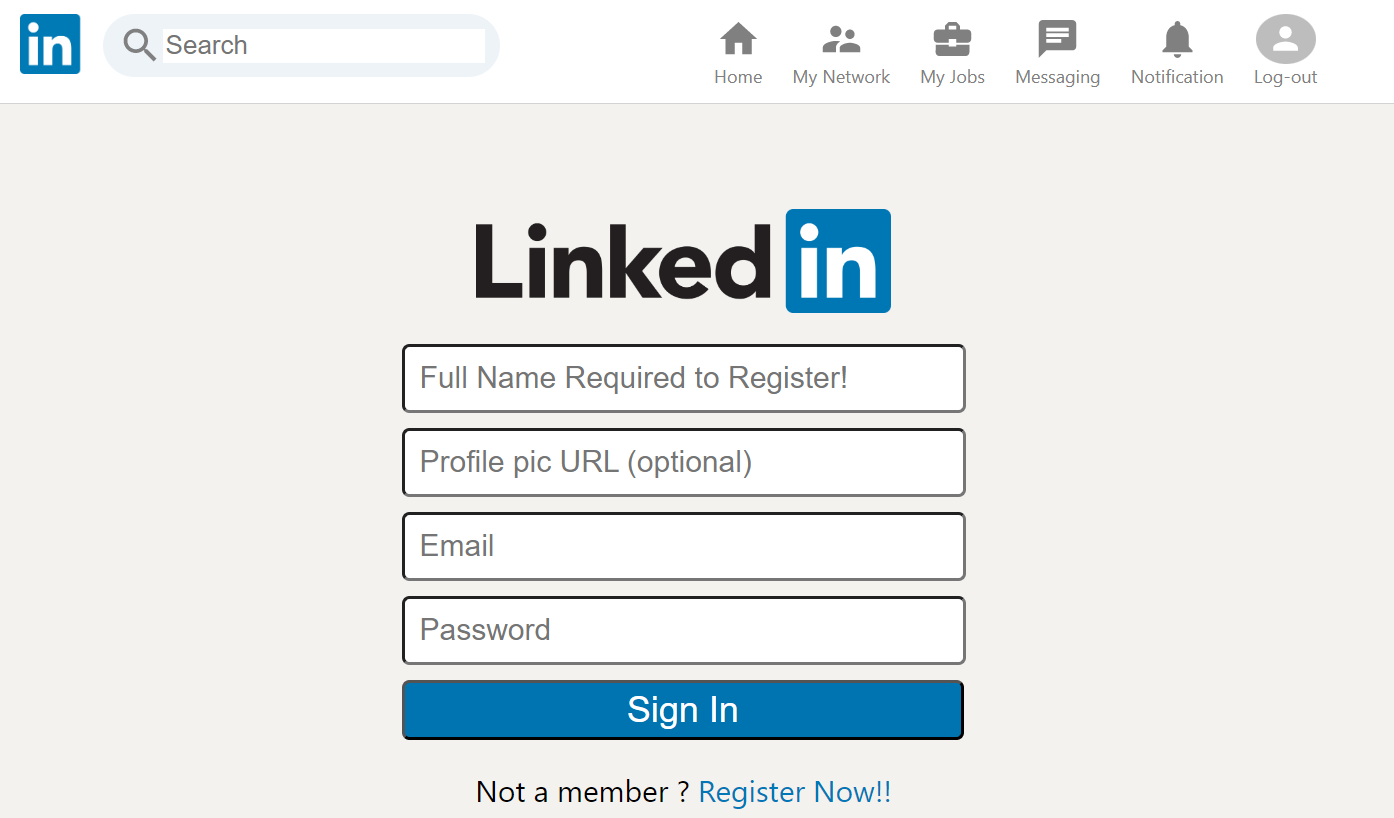 in Search
Home My Network My Jobs Messaging Notification Log-out
Linked in
Full Name Required to Register!
Profile pic URL (optional)
Email
Password
Sign In
Not a member ? Register Now!!